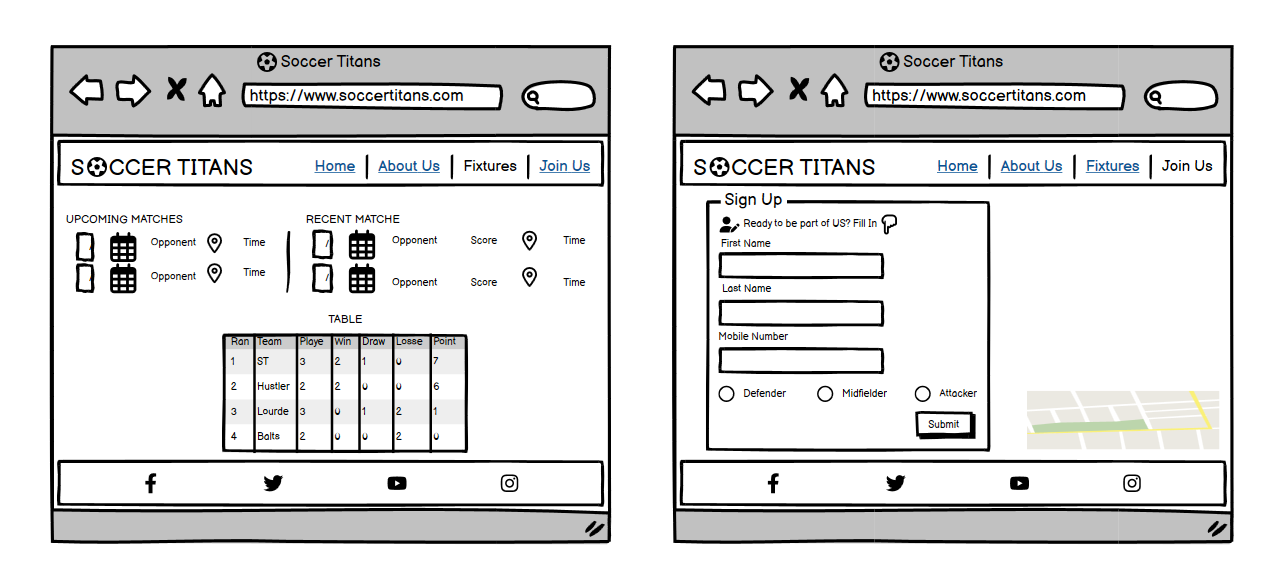 Soccer Titans
https://www.soccertitans.com
SOCCER TITANS
Home About Us Fixtures Join Us
UPCOMING MATCHES
Opponent Time
Opponent Time
RECENT MATCHE
/ Opponent Score Time
/ Opponent Score Time
TABLE
Ran Team Playe Win Draw Losse Point
1 ST 3 2 1 0 7
2 Hustler 2 2 0 0 6
3 Lourde 3 0 1 2 1
4 Balts 2 0 0 2 0
Soccer Titans
https://www.soccertitans.com
SOCCER TITANS
Home About Us Fixtures Join Us
Sign Up
Ready to be part of US? Fill In
First Name
Last Name
Mobile Number
Defender Midfielder Attacker
Submit